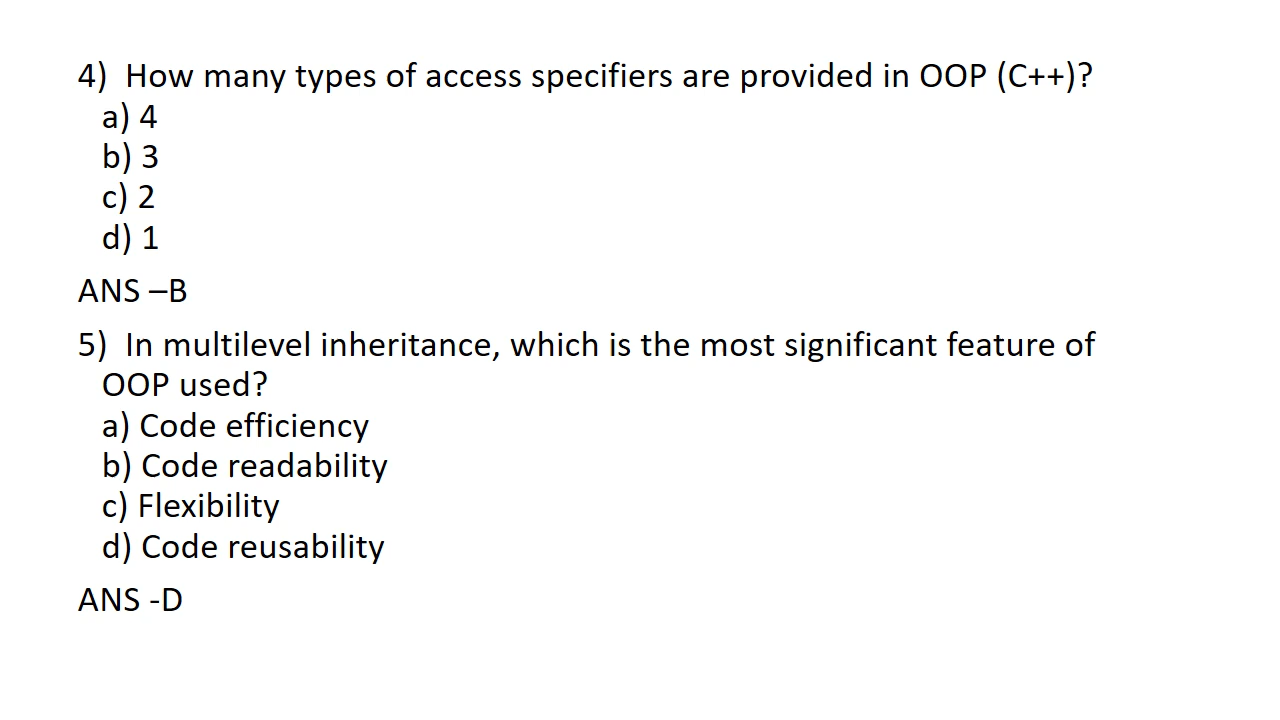 4)  How many types of access specifiers are provided in OOP (C++)?
a) 4
b) 3
c) 2
d) 1
ANS –B
5)  In multilevel inheritance, which is the most significant feature of
OOP used?
a) Code efficiency
b) Code readability
c) Flexibility
d) Code reusability
ANS -D